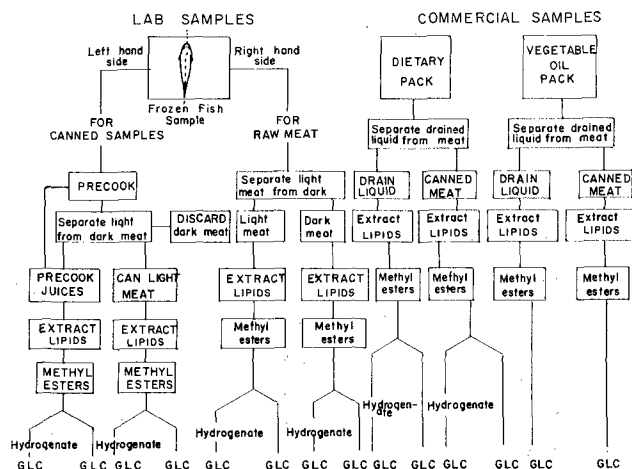 LAB SAMPLES
COMMERCIAL SAMPLES
Left hand
side
Right hand
side
Frozen Fish
Sample
FOR
CANNED SAMPLES
FOR
RAW MEAT
DIETARY
PACK
VEGETABLE
OIL
PACK
Separate drained
liquid from meat
Separate drained
liquid from meat
PRECOOK
Separate light
meat from dark
DRAIN
LIQUID
CANNED
MEAT
DRAIN
LIQUID
CANNED
MEAT
Separate light
from dark meat
DISCARD
dark meat
Light
meat
Dark
meat
Extract
LIPIDS
Extract
LIPIDS
Extract
LIPIDS
Extract
LIPIDS
PRECOOK
JUICES
CAN LIGHT
MEAT
EXTRACT
LIPIDS
EXTRACT
LIPIDS
Methyl
esters
Methyl
esters
Methyl
esters
Methyl
esters
EXTRACT
LIPIDS
EXTRACT
LIPIDS
Methyl
esters
Methyl
esters
METHYL
ESTERS
METHYL
ESTERS
Hydrogenate
Hydrogenate
Hydrogenate
Hydrogenate
Hydrogen-
ate
Hydrogenate
GLC GLC GLC GLC GLC GLC GLC GLC GLC GLC GLC GLC GLC